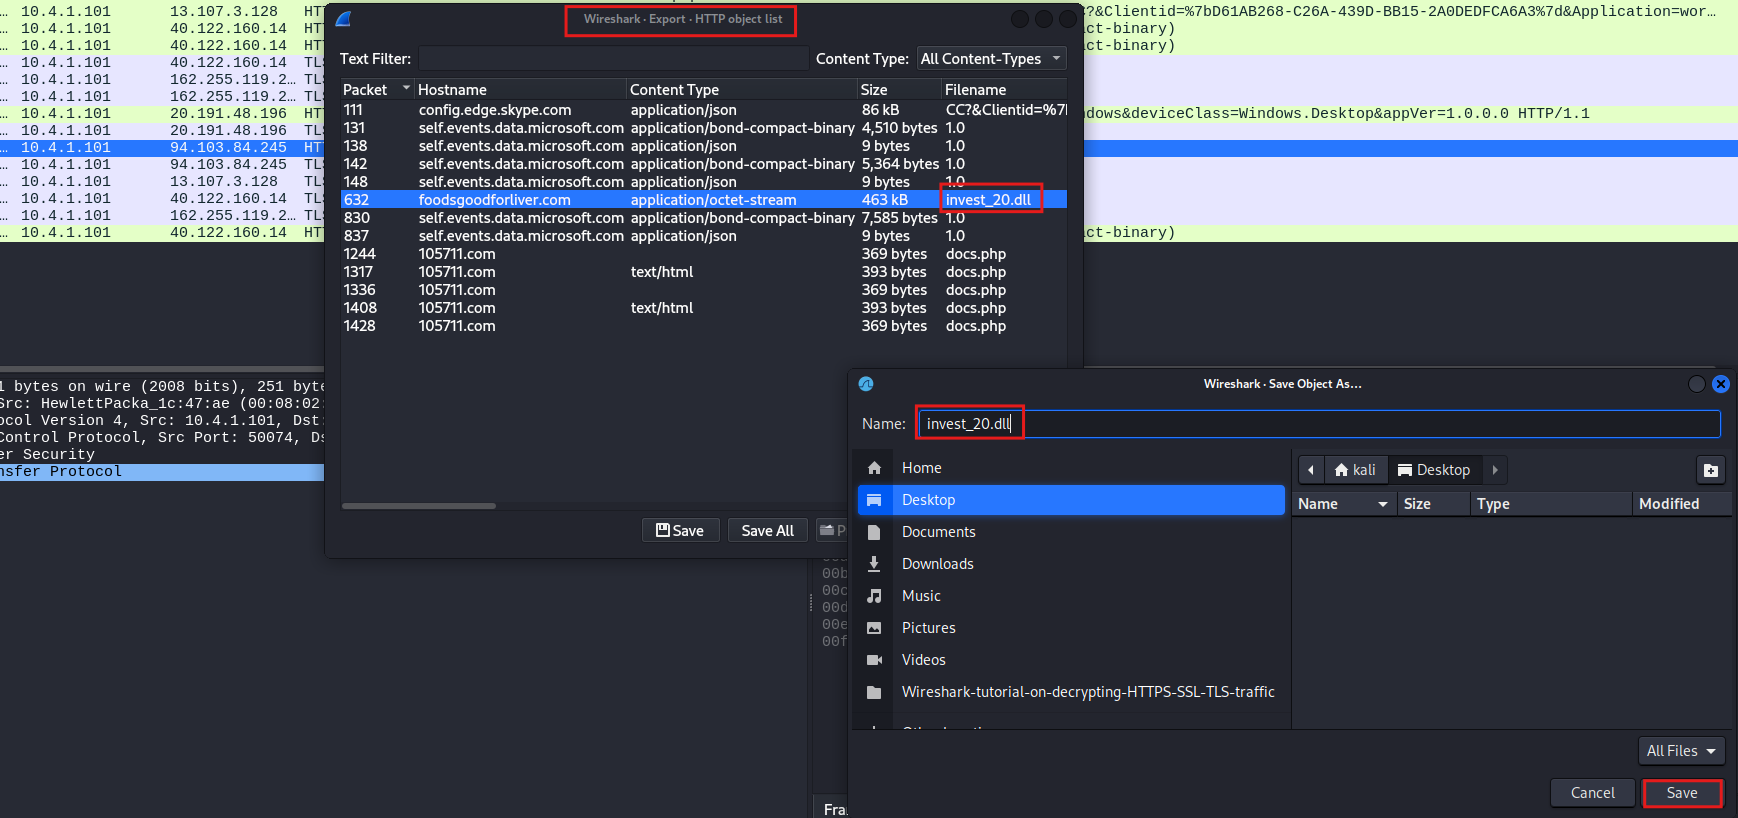 … 10.4.1.101 13.107.3.128 HT
… 10.4.1.101 40.122.160.14 HT
… 10.4.1.101 40.122.160.14 HT
… 10.4.1.101 40.122.160.14 TL
… 10.4.1.101 162.255.119.2… TL
… 10.4.1.101 162.255.119.2… TL
… 10.4.1.101 20.191.48.196 HT
… 10.4.1.101 20.191.48.196 TL
… 10.4.1.101 94.103.84.245 HT
… 10.4.1.101 94.103.84.245 TL
… 10.4.1.101 13.107.3.128 TL
… 10.4.1.101 40.122.160.14 TL
… 10.4.1.101 162.255.119.2… TL
… 10.4.1.101 40.122.160.14 HT
?&Clientid=%7bD61AB268-C26A-439D-BB15-2A0DEDFCA6A3%7d&Application=wor…
ct-binary)
ct-binary)
dows&deviceClass=Windows.Desktop&appVer=1.0.0.0 HTTP/1.1
ct-binary)
Wireshark · Export · HTTP object list
Text Filter: Content Type: All Content-Types
Packet Hostname Content Type Size Filename
111 config.edge.skype.com application/json 86 kB CC?&Clientid=%7
131 self.events.data.microsoft.com application/bond-compact-binary 4,510 bytes 1.0
138 self.events.data.microsoft.com application/json 9 bytes 1.0
142 self.events.data.microsoft.com application/bond-compact-binary 5,364 bytes 1.0
148 self.events.data.microsoft.com application/json 9 bytes 1.0
632 foodsgoodforliver.com application/octet-stream 463 kB invest_20.dll
830 self.events.data.microsoft.com application/bond-compact-binary 7,585 bytes 1.0
837 self.events.data.microsoft.com application/json 9 bytes 1.0
1244 105711.com 369 bytes docs.php
1317 105711.com text/html 393 bytes docs.php
1336 105711.com 369 bytes docs.php
1408 105711.com text/html 393 bytes docs.php
1428 105711.com 369 bytes docs.php
Save Save All P
1 bytes on wire (2008 bits), 251 byte
Src: HewlettPacka_1c:47:ae (00:08:02:
ocol Version 4, Src: 10.4.1.101, Dst:
Control Protocol, Src Port: 50074, Ds
er Security
nsfer Protocol
00b
00c
00d
00e
00f
Fra
Wireshark · Save Object As...
Name: invest_20.dll
Home
Desktop
Documents
Downloads
Music
Pictures
Videos
Wireshark-tutorial-on-decrypting-HTTPS-SSL-TLS-traffic
kali Desktop
Name Size Type Modified
All Files
Cancel Save